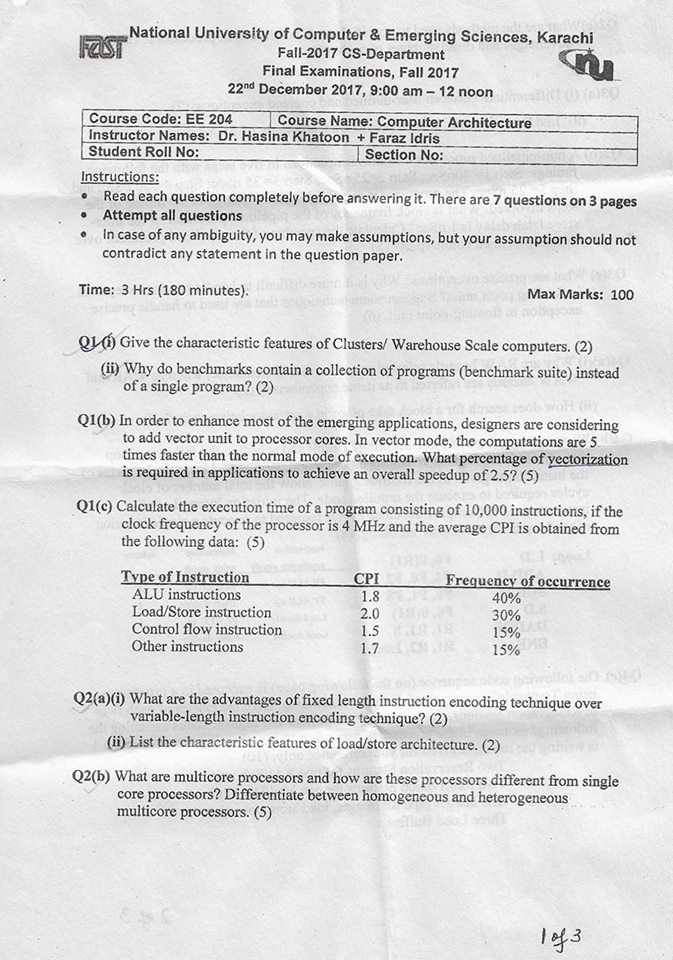 FAST National University of Computer & Emerging Sciences, Karachi
Fall-2017 CS-Department
Final Examinations, Fall 2017
22nd December 2017, 9:00 am – 12 noon
nu
Course Code: EE 204 Course Name: Computer Architecture
Instructor Names: Dr. Hasina Khatoon + Faraz Idris
Student Roll No: Section No:
Instructions:
• Read each question completely before answering it. There are 7 questions on 3 pages
• Attempt all questions
• In case of any ambiguity, you may make assumptions, but your assumption should not
contradict any statement in the question paper.
Time: 3 Hrs (180 minutes). Max Marks: 100
Q1 (i) Give the characteristic features of Clusters/ Warehouse Scale computers. (2)
(ii) Why do benchmarks contain a collection of programs (benchmark suite) instead
of a single program? (2)
Q1(b) In order to enhance most of the emerging applications, designers are considering
to add vector unit to processor cores. In vector mode, the computations are 5
times faster than the normal mode of execution. What percentage of vectorization
is required in applications to achieve an overall speedup of 2.5? (5)
Q1(c) Calculate the execution time of a program consisting of 10,000 instructions, if the
clock frequency of the processor is 4 MHz and the average CPI is obtained from
the following data: (5)
Type of Instruction CPI Frequency of occurrence
ALU instructions 1.8 40%
Load/Store instruction 2.0 30%
Control flow instruction 1.5 15%
Other instructions 1.7 15%
Q2(a)(i) What are the advantages of fixed length instruction encoding technique over
variable-length instruction encoding technique? (2)
(ii) List the characteristic features of load/store architecture. (2)
Q2(b) What are multicore processors and how are these processors different from single
core processors? Differentiate between homogeneous and heterogeneous
multicore processors. (5)
1 of 3